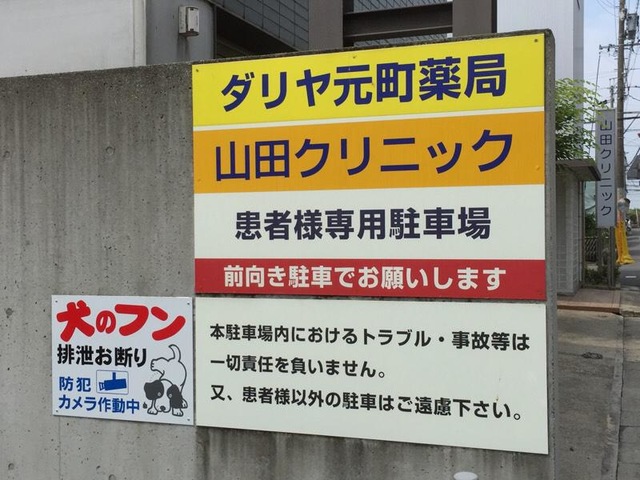 ダリヤ元町薬局
山田クリニック
患者様専用駐車場
前向き駐車でお願いします
本駐車場内におけるトラブル・事故等は
一切責任を負いません。
又、患者様以外の駐車はご遠慮下さい。
犬のフン
排泄お断り
防犯
カメラ作動中
山田クリニック